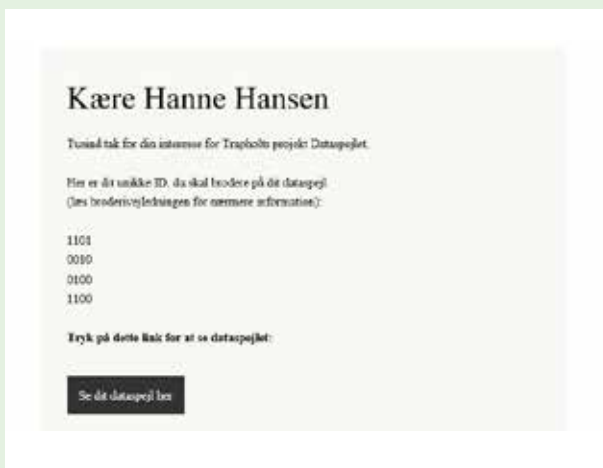 Kære Hanne Hansen
Tusind tak for din interesse for Trapholts projekt Dataspejlet.
Her er dit unikke ID, du skal brodere på dit dataspejl
(læs broderivejledningen for nærmere information):
1101
0010
0100
1100
Tryk på dette link for at se dataspejlet:
Se dit dataspejl her